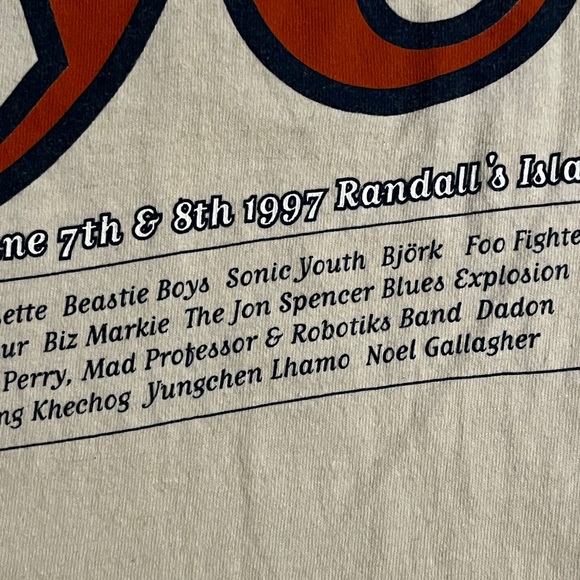 ne 7th & 8th 1997 Randall's Isla
ette Beastie Boys Sonic Youth Björk Foo Fighte
ur Biz Markie The Jon Spencer Blues Explosion
Perry, Mad Professor & Robotiks Band Dadon
ng Khechog Yungchen Lhamo Noel Gallagher